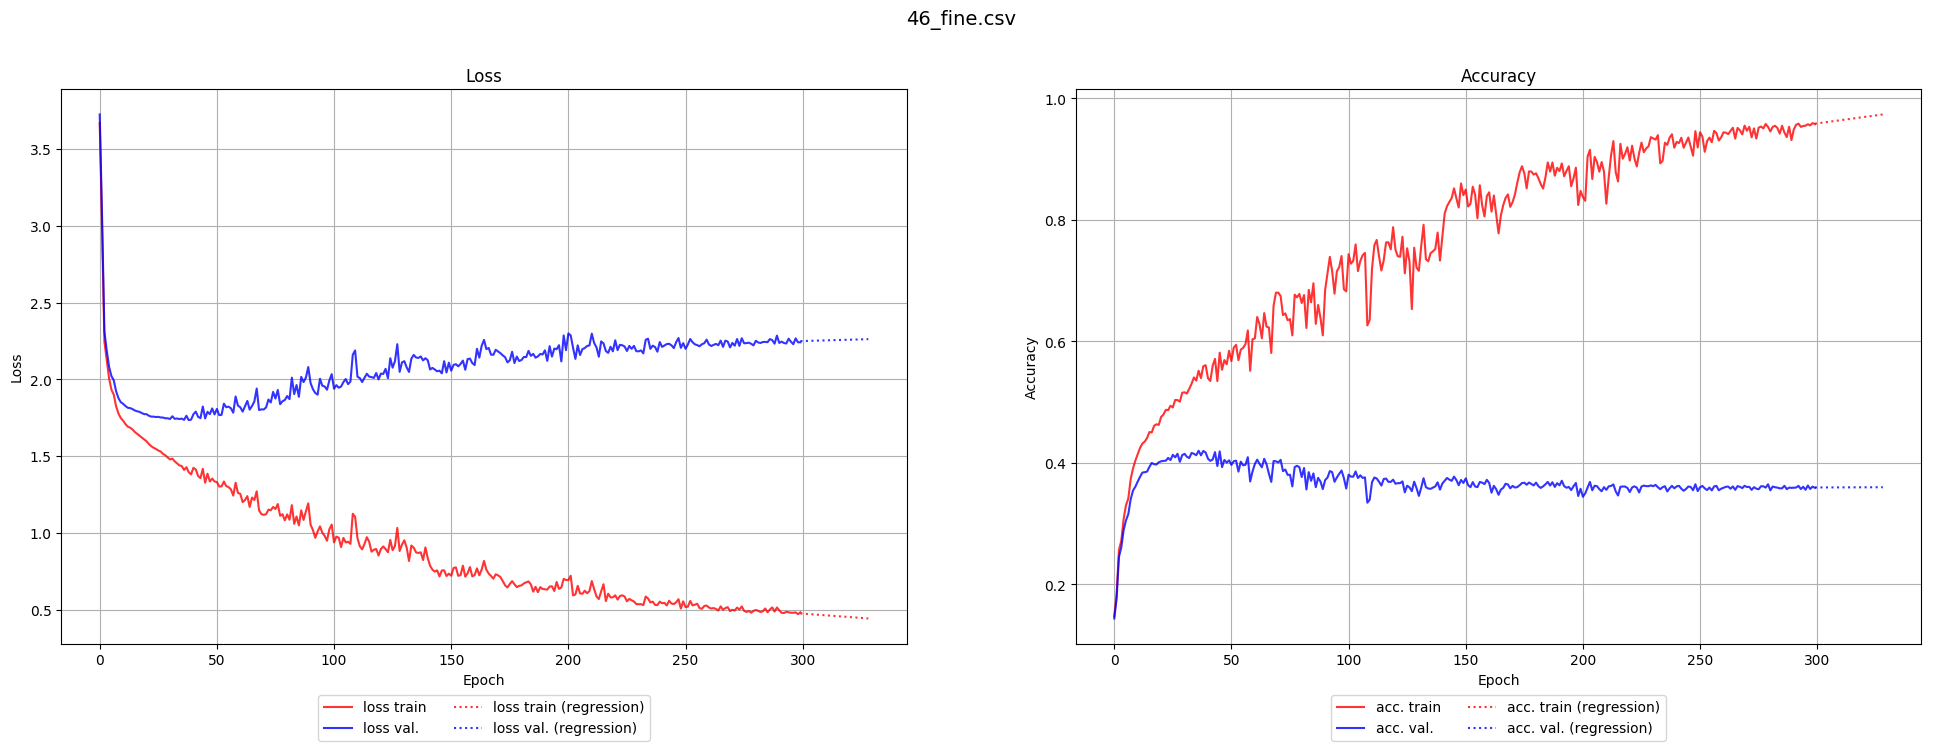 46_fine.csv
Loss
Loss
3.5
3.0
2.5
2.0
1.5
1.0
0.5
0 50 100 150 200 250 300
Epoch
loss train loss train (regression)
loss val. loss val. (regression)
Accuracy
Accuracy
1.0
0.8
0.6
0.4
0.2
0 50 100 150 200 250 300
Epoch
acc. train acc. train (regression)
acc. val. acc. val. (regression)